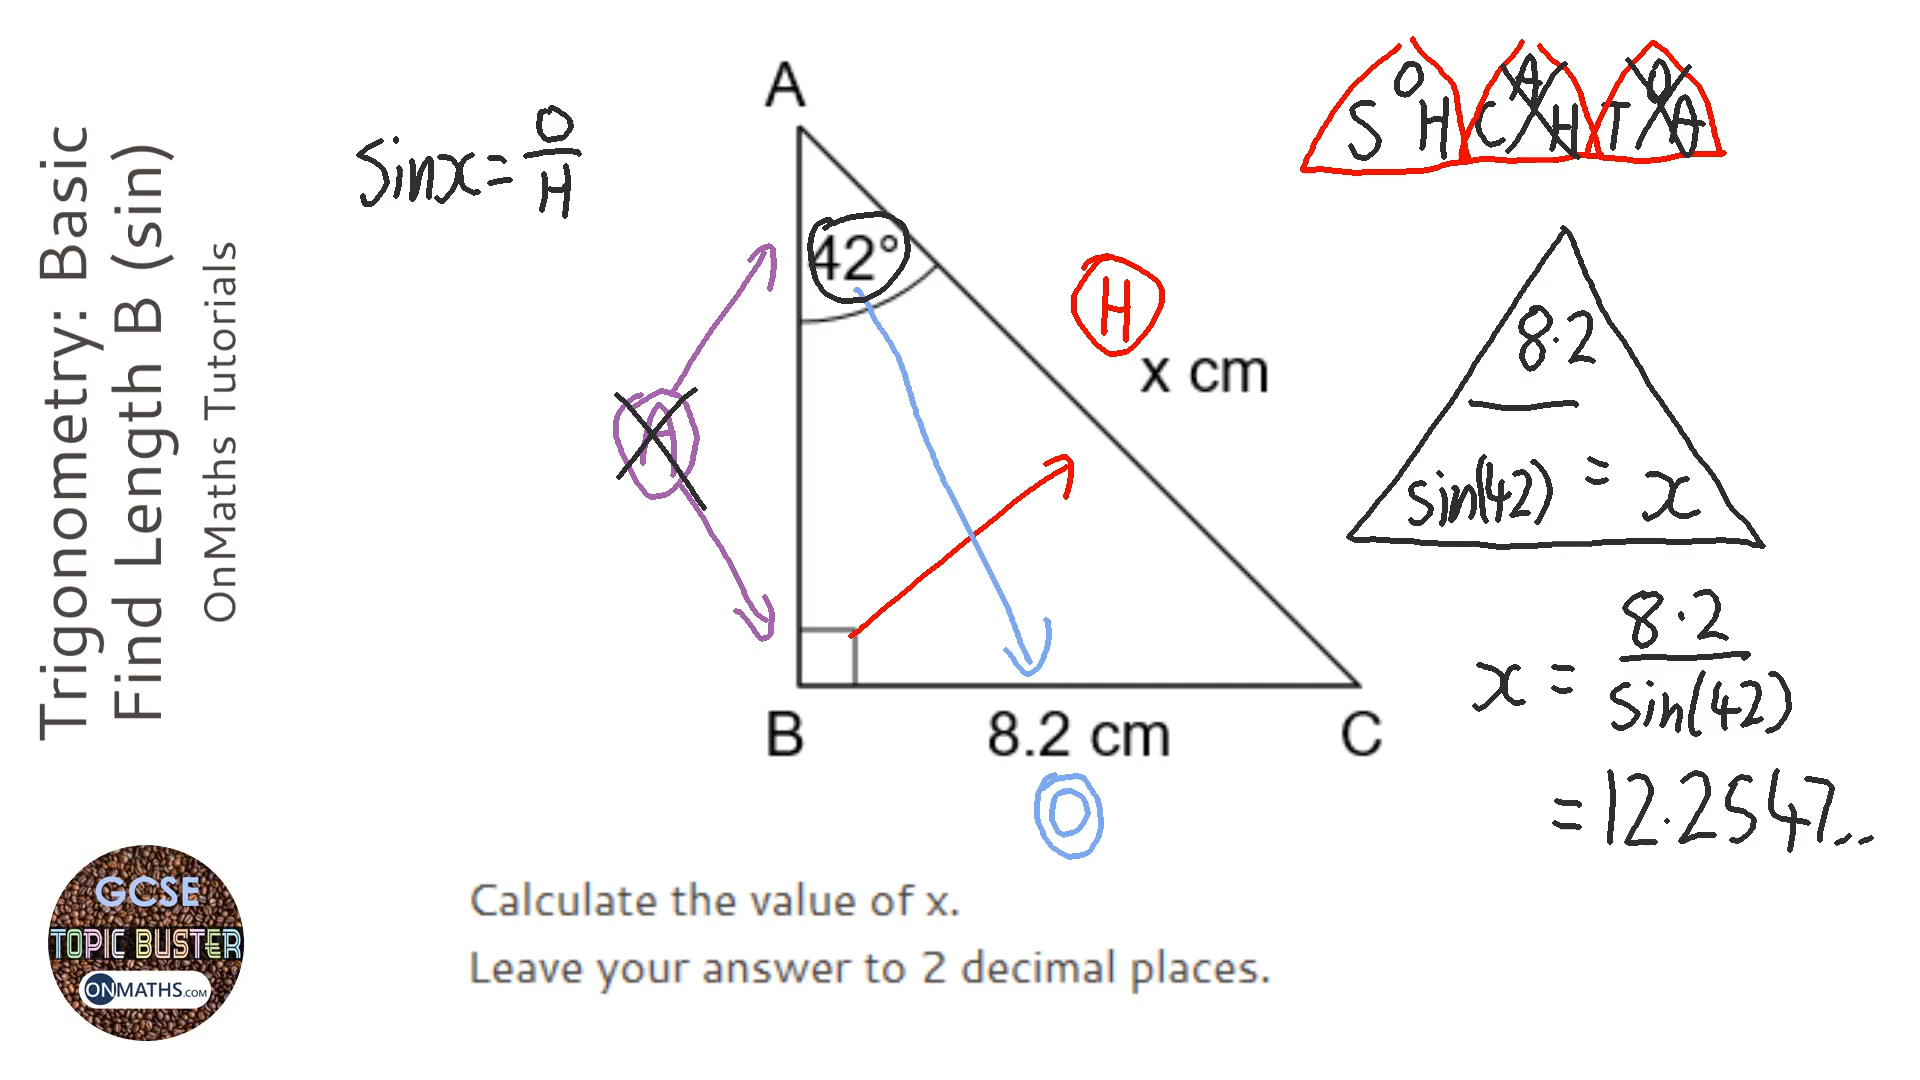 Trigonometry: Basic
Find Length B (sin)
OnMaths Tutorials
sinx = O
H
A
42°
H
x cm
A
B
8.2 cm
C
O
S O H C A H T O A
8.2
sin(42) = x
x = 8.2
sin(42)
= 12.2547..
Calculate the value of x.
Leave your answer to 2 decimal places.
GCSE
TOPIC BUSTER
ONMATHS.COM